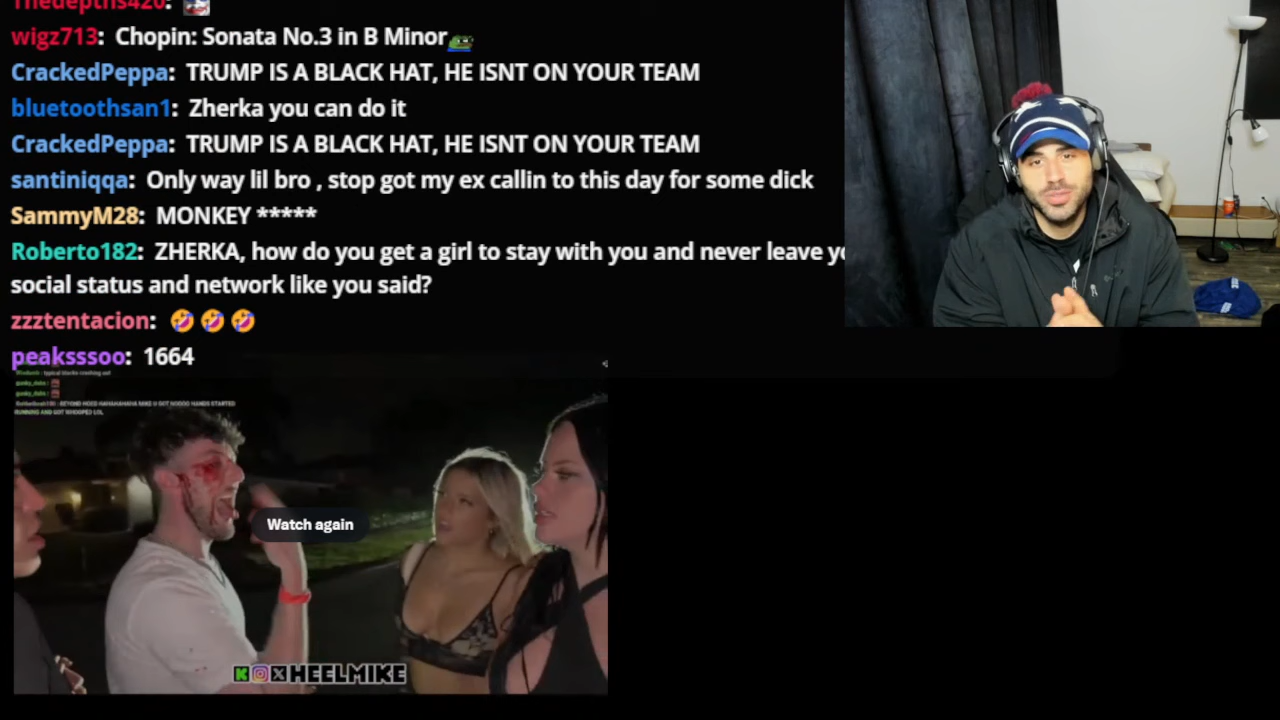 Thedepths420:
wigz713: Chopin: Sonata No.3 in B Minor
CrackedPeppa: TRUMP IS A BLACK HAT, HE ISNT ON YOUR TEAM
bluetoothsan1: Zherka you can do it
CrackedPeppa: TRUMP IS A BLACK HAT, HE ISNT ON YOUR TEAM
santiniqqa: Only way lil bro , stop got my ex callin to this day for some dick
SammyM28: MONKEY *****
Roberto182: ZHERKA, how do you get a girl to stay with you and never leave
social status and network like you said?
zzztentacion: 🤣🤣🤣
peaksssoo: 1664
Watch again
HEELMIKE